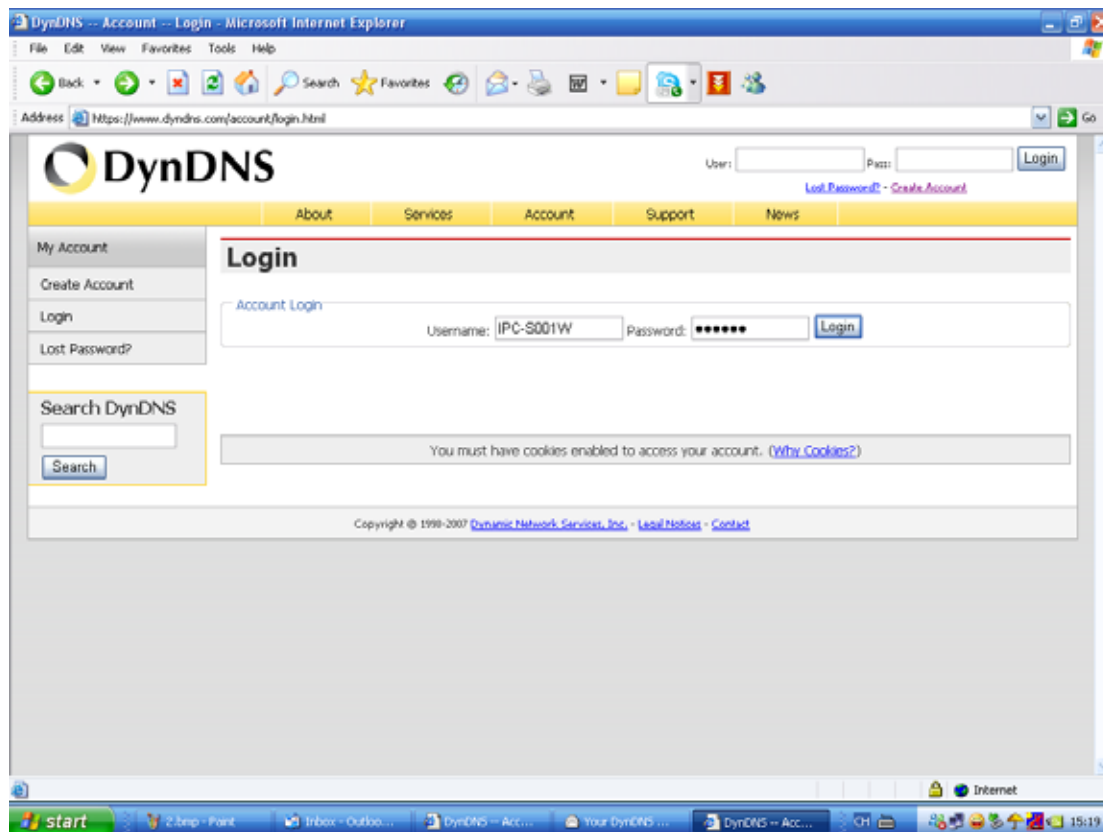 DynDNS -- Account -- Login - Microsoft Internet Explorer
File Edit View Favorites Tools Help
Back Search Favorites
Address https://www.dyndns.com/account/login.html Go
DynDNS
User: Pass: Login
Lost Password? - Create Account
About Services Account Support News
My Account
Create Account
Login
Lost Password?
Search DynDNS
Search
Login
Account Login
Username: IPC-S001W Password: •••••• Login
You must have cookies enabled to access your account. (Why Cookies?)
Copyright @ 1998-2007 Dynamic Network Services, Inc. - Legal Notices - Contact
Internet
start 2.bmp - Paint Inbox - Outloo... DynDNS -- Acc... Your DynDNS ... DynDNS -- Acc... CH 15:19